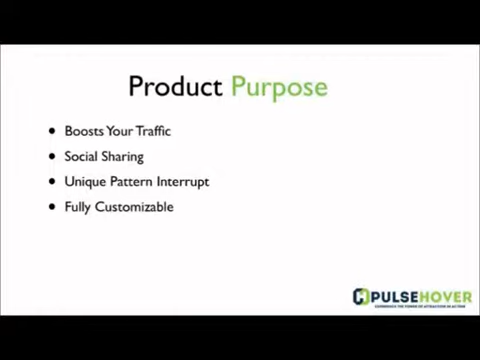 Product Purpose
• Boosts Your Traffic
• Social Sharing
• Unique Pattern Interrupt
• Fully Customizable
PULSEHOVER